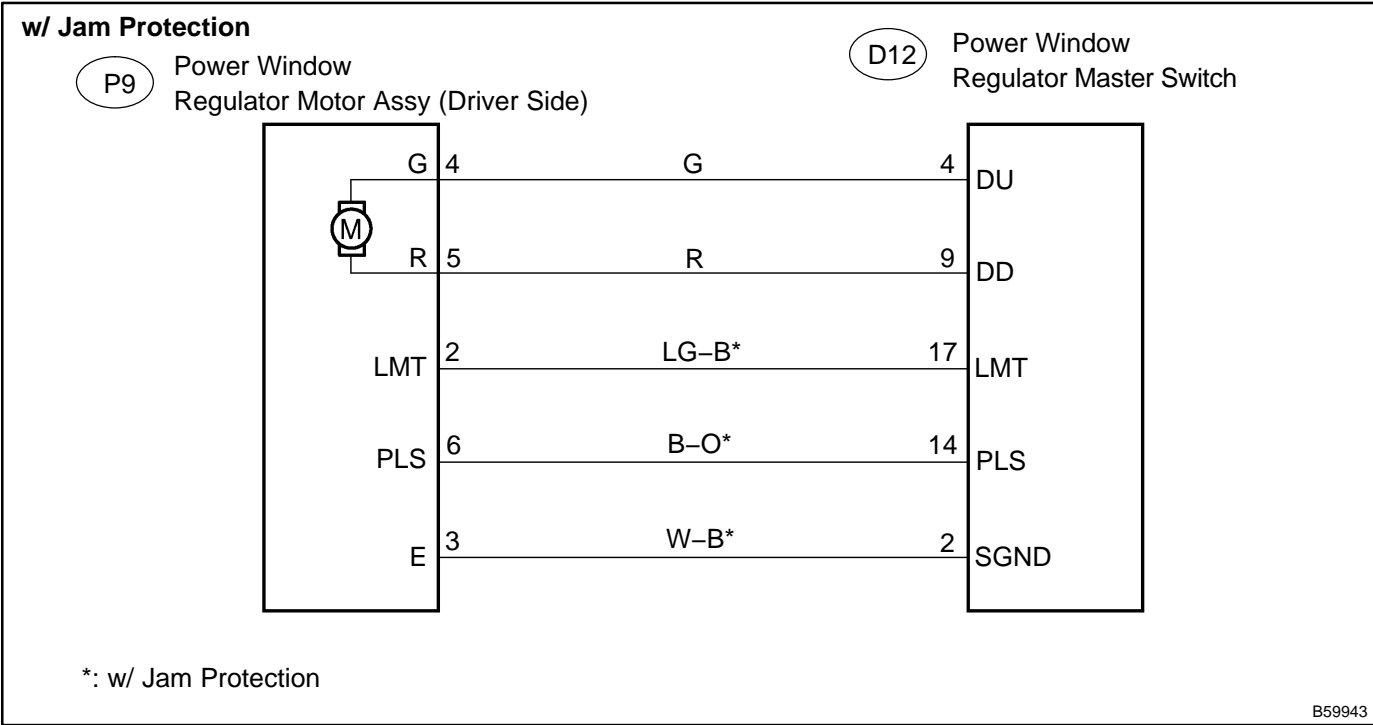 w/ Jam Protection
P9
Power Window
Regulator Motor Assy (Driver Side)
D12
Power Window
Regulator Master Switch
G 4 G 4 DU
M
R 5 R 9 DD
LMT 2 LG–B* 17 LMT
PLS 6 B–O* 14 PLS
E 3 W–B* 2 SGND
*: w/ Jam Protection
B59943